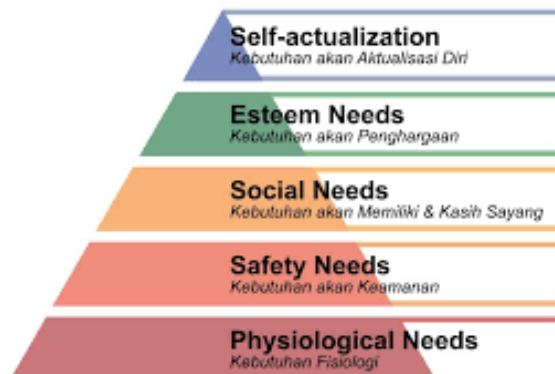 Self-actualization
Kebutuhan akan Aktualisasi Diri
Esteem Needs
Kebutuhan akan Penghargaan
Social Needs
Kebutuhan akan Memiliki & Kasih Sayang
Safety Needs
Kebutuhan akan Keamanan
Physiological Needs
Kebutuhan Fisiologi